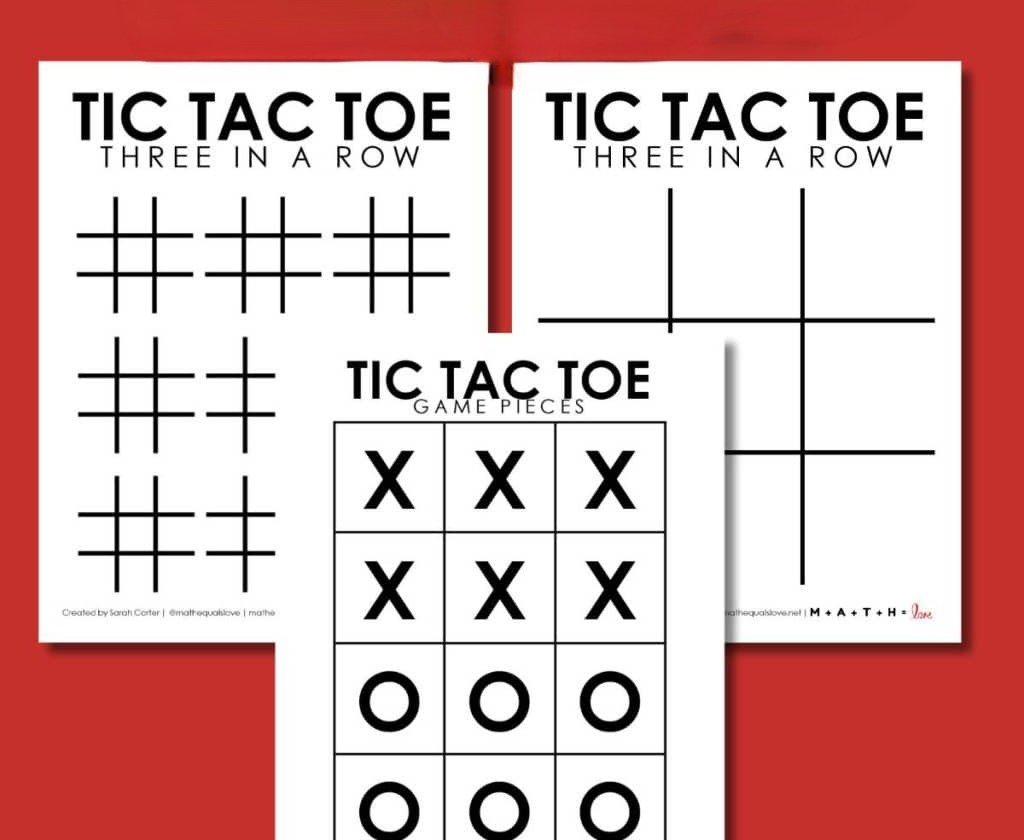 TIC TAC TOE
THREE IN A ROW
Created by Sarah Carter | @mathequalslove |
TIC TAC TOE
THREE IN A ROW
mathequalslove.net | M + A + T + H = love
TIC TAC TOE
GAME PIECES
X X X
X X X
O O O
O O O